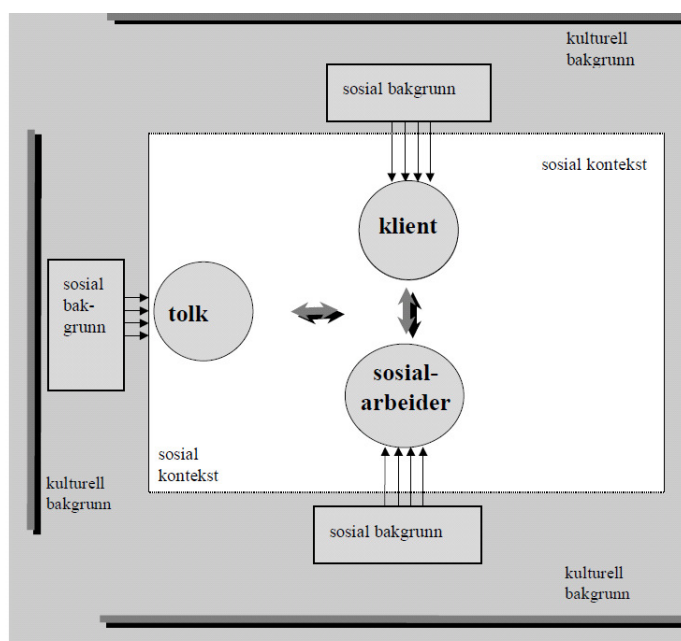 kulturell
bakgrunn
sosial bakgrunn
sosial kontekst
klient
sosial
bak-
grunn
tolk
sosial-
arbeider
sosial
kontekst
kulturell
bakgrunn
sosial bakgrunn
kulturell
bakgrunn